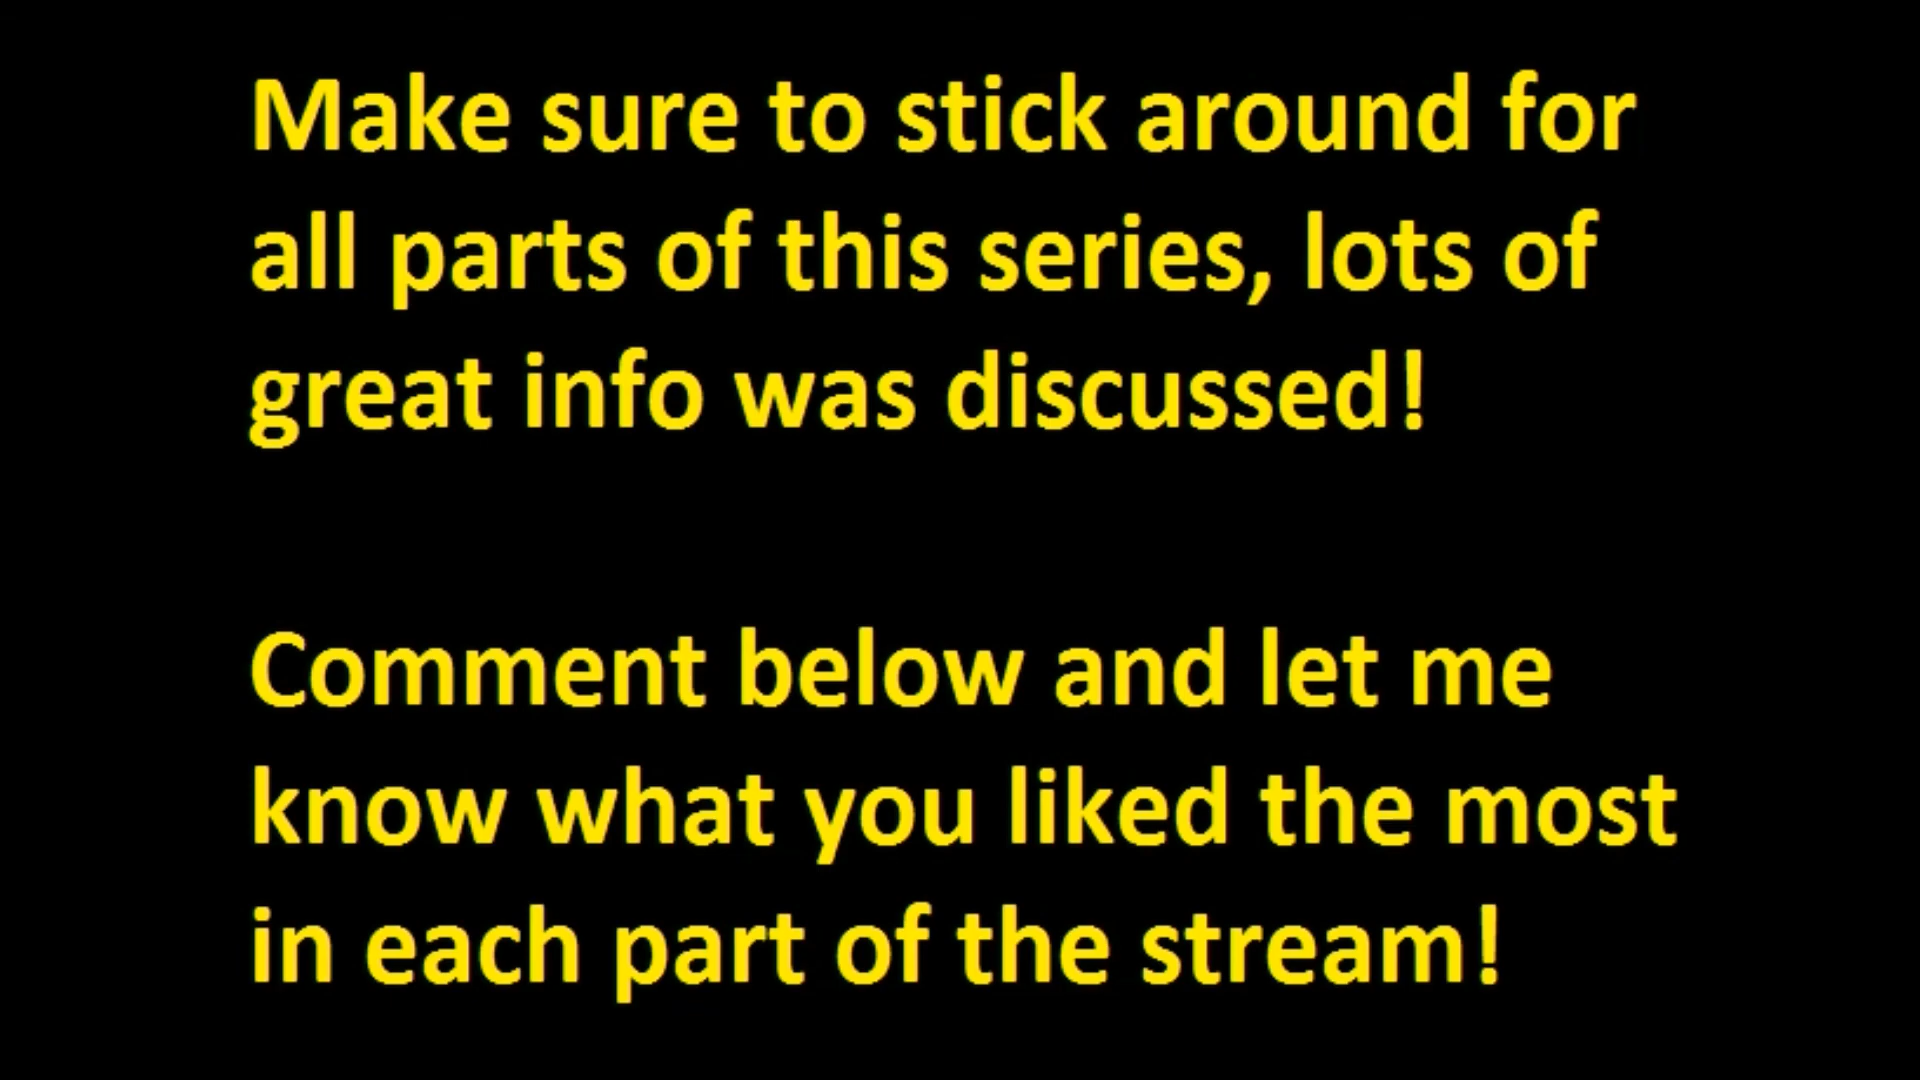 Make sure to stick around for
all parts of this series, lots of
great info was discussed!
Comment below and let me
know what you liked the most
in each part of the stream!